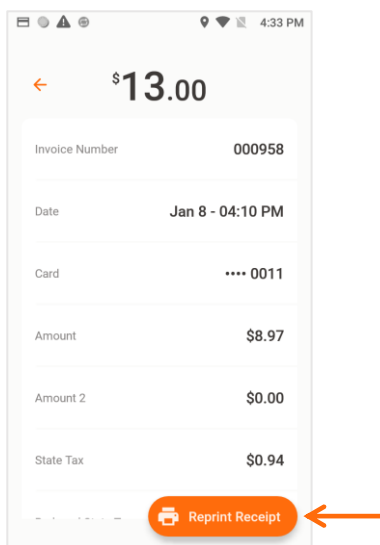 4:33 PM
$13.00
Invoice Number 000958
Date Jan 8 - 04:10 PM
Card •••• 0011
Amount $8.97
Amount 2 $0.00
State Tax $0.94
Reprint Receipt